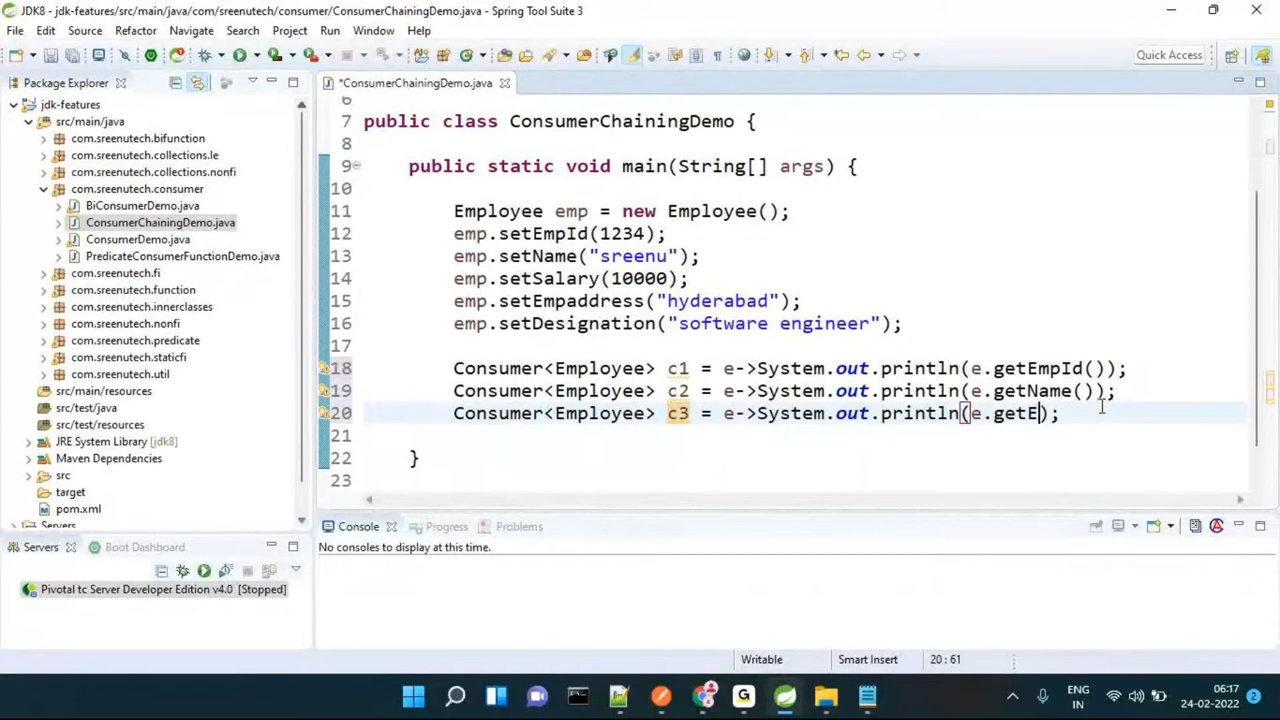 JDK8 - jdk-features/src/main/java/com/sreenutech/consumer/ConsumerChainingDemo.java - Spring Tool Suite 3
File Edit Source Refactor Navigate Search Project Run Window Help
Quick Access
Package Explorer
jdk-features
src/main/java
com.sreenutech.bifunction
com.sreenutech.collections.le
com.sreenutech.collections.nonfi
com.sreenutech.consumer
BiConsumerDemo.java
ConsumerChainingDemo.java
ConsumerDemo.java
PredicateConsumerFunctionDemo.java
com.sreenutech.fi
com.sreenutech.function
com.sreenutech.innerclasses
com.sreenutech.nonfi
com.sreenutech.predicate
com.sreenutech.staticfi
com.sreenutech.util
src/main/resources
src/test/java
src/test/resources
JRE System Library [jdk8]
Maven Dependencies
src
target
pom.xml
Servers
*ConsumerChainingDemo.java
6
7 public class ConsumerChainingDemo {
8
9 public static void main(String[] args) {
10
11 Employee emp = new Employee();
12 emp.setEmpId(1234);
13 emp.setName("sreenu");
14 emp.setSalary(10000);
15 emp.setEmpaddress("hyderabad");
16 emp.setDesignation("software engineer");
17
18 Consumer<Employee> c1 = e->System.out.println(e.getEmpId());
19 Consumer<Employee> c2 = e->System.out.println(e.getName());
20 Consumer<Employee> c3 = e->System.out.println(e.getE);
21
22 }
23
Servers Boot Dashboard
Pivotal tc Server Developer Edition v4.0 [Stopped]
Console Progress Problems
No consoles to display at this time.
Writable Smart Insert 20 : 61
ENG
IN
06:17
24-02-2022
2